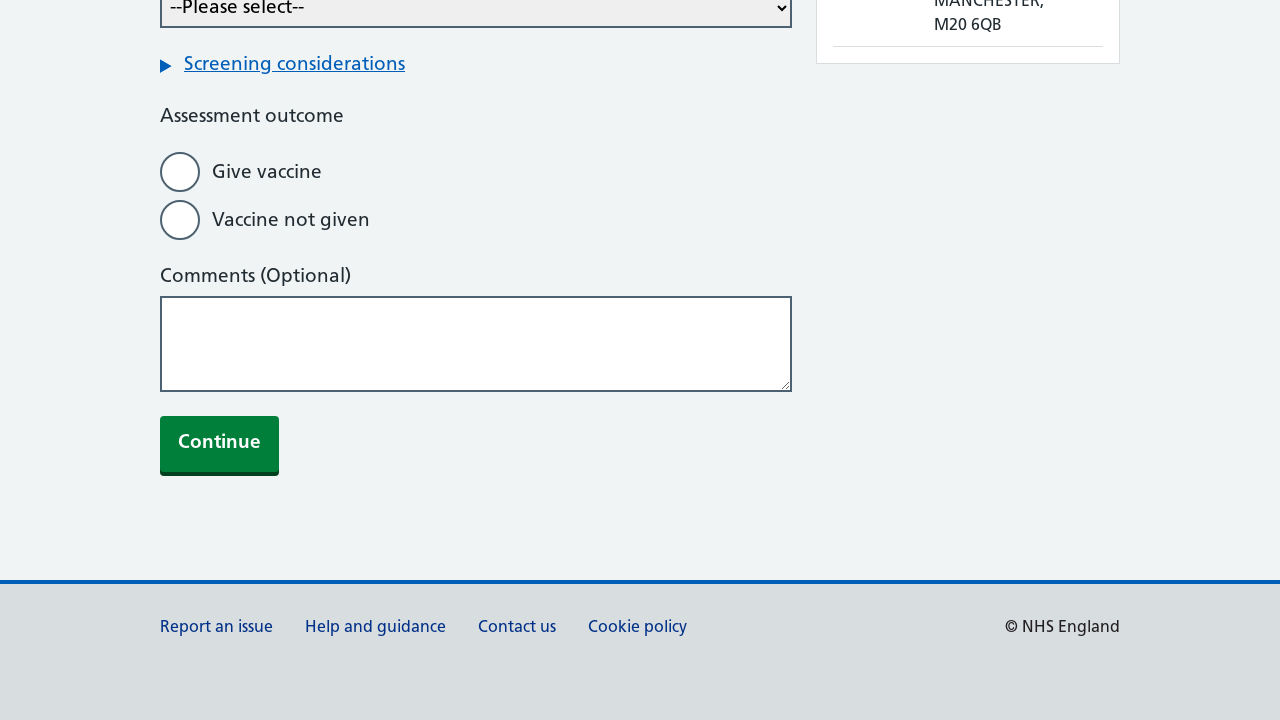 --Please select--
MANCHESTER,
M20 6QB
Screening considerations
Assessment outcome
Give vaccine
Vaccine not given
Comments (Optional)
Continue
Report an issue
Help and guidance
Contact us
Cookie policy
© NHS England